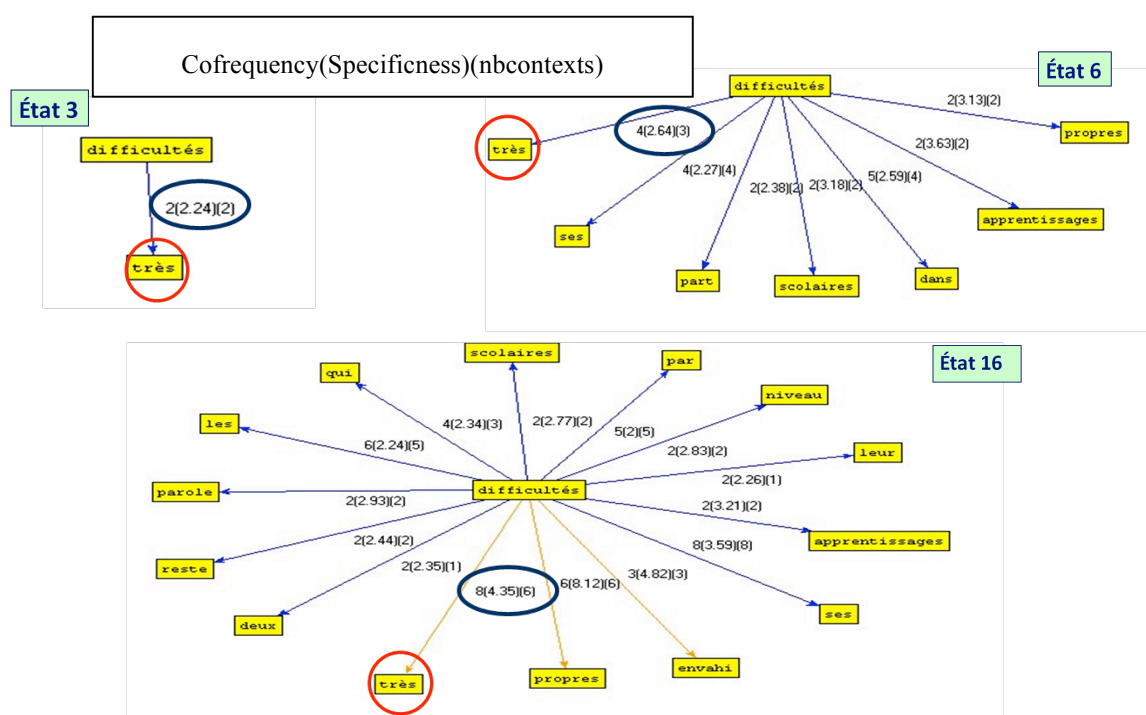 Cofrequency(Specificness)(nbcontexts)
État 3
difficultés
2(2.24)(2)
très
État 6
difficultés
2(3.13)(2)
propres
4(2.64)(3)
très
2(3.63)(2)
4(2.27)(4)
2(2.38)(2)
2(3.18)(2)
5(2.59)(4)
apprentissages
ses
part
scolaires
dans
État 16
scolaires
par
qui
niveau
4(2.34)(3)
2(2.77)(2)
5(2)(5)
les
6(2.24)(5)
2(2.83)(2)
leur
2(2.26)(1)
parole
difficultés
2(2.93)(2)
2(3.21)(2)
apprentissages
2(2.44)(2)
8(3.59)(8)
reste
2(2.35)(1)
8(4.35)(6)
6(8.12)(6)
3(4.82)(3)
ses
deux
très
propres
envahi